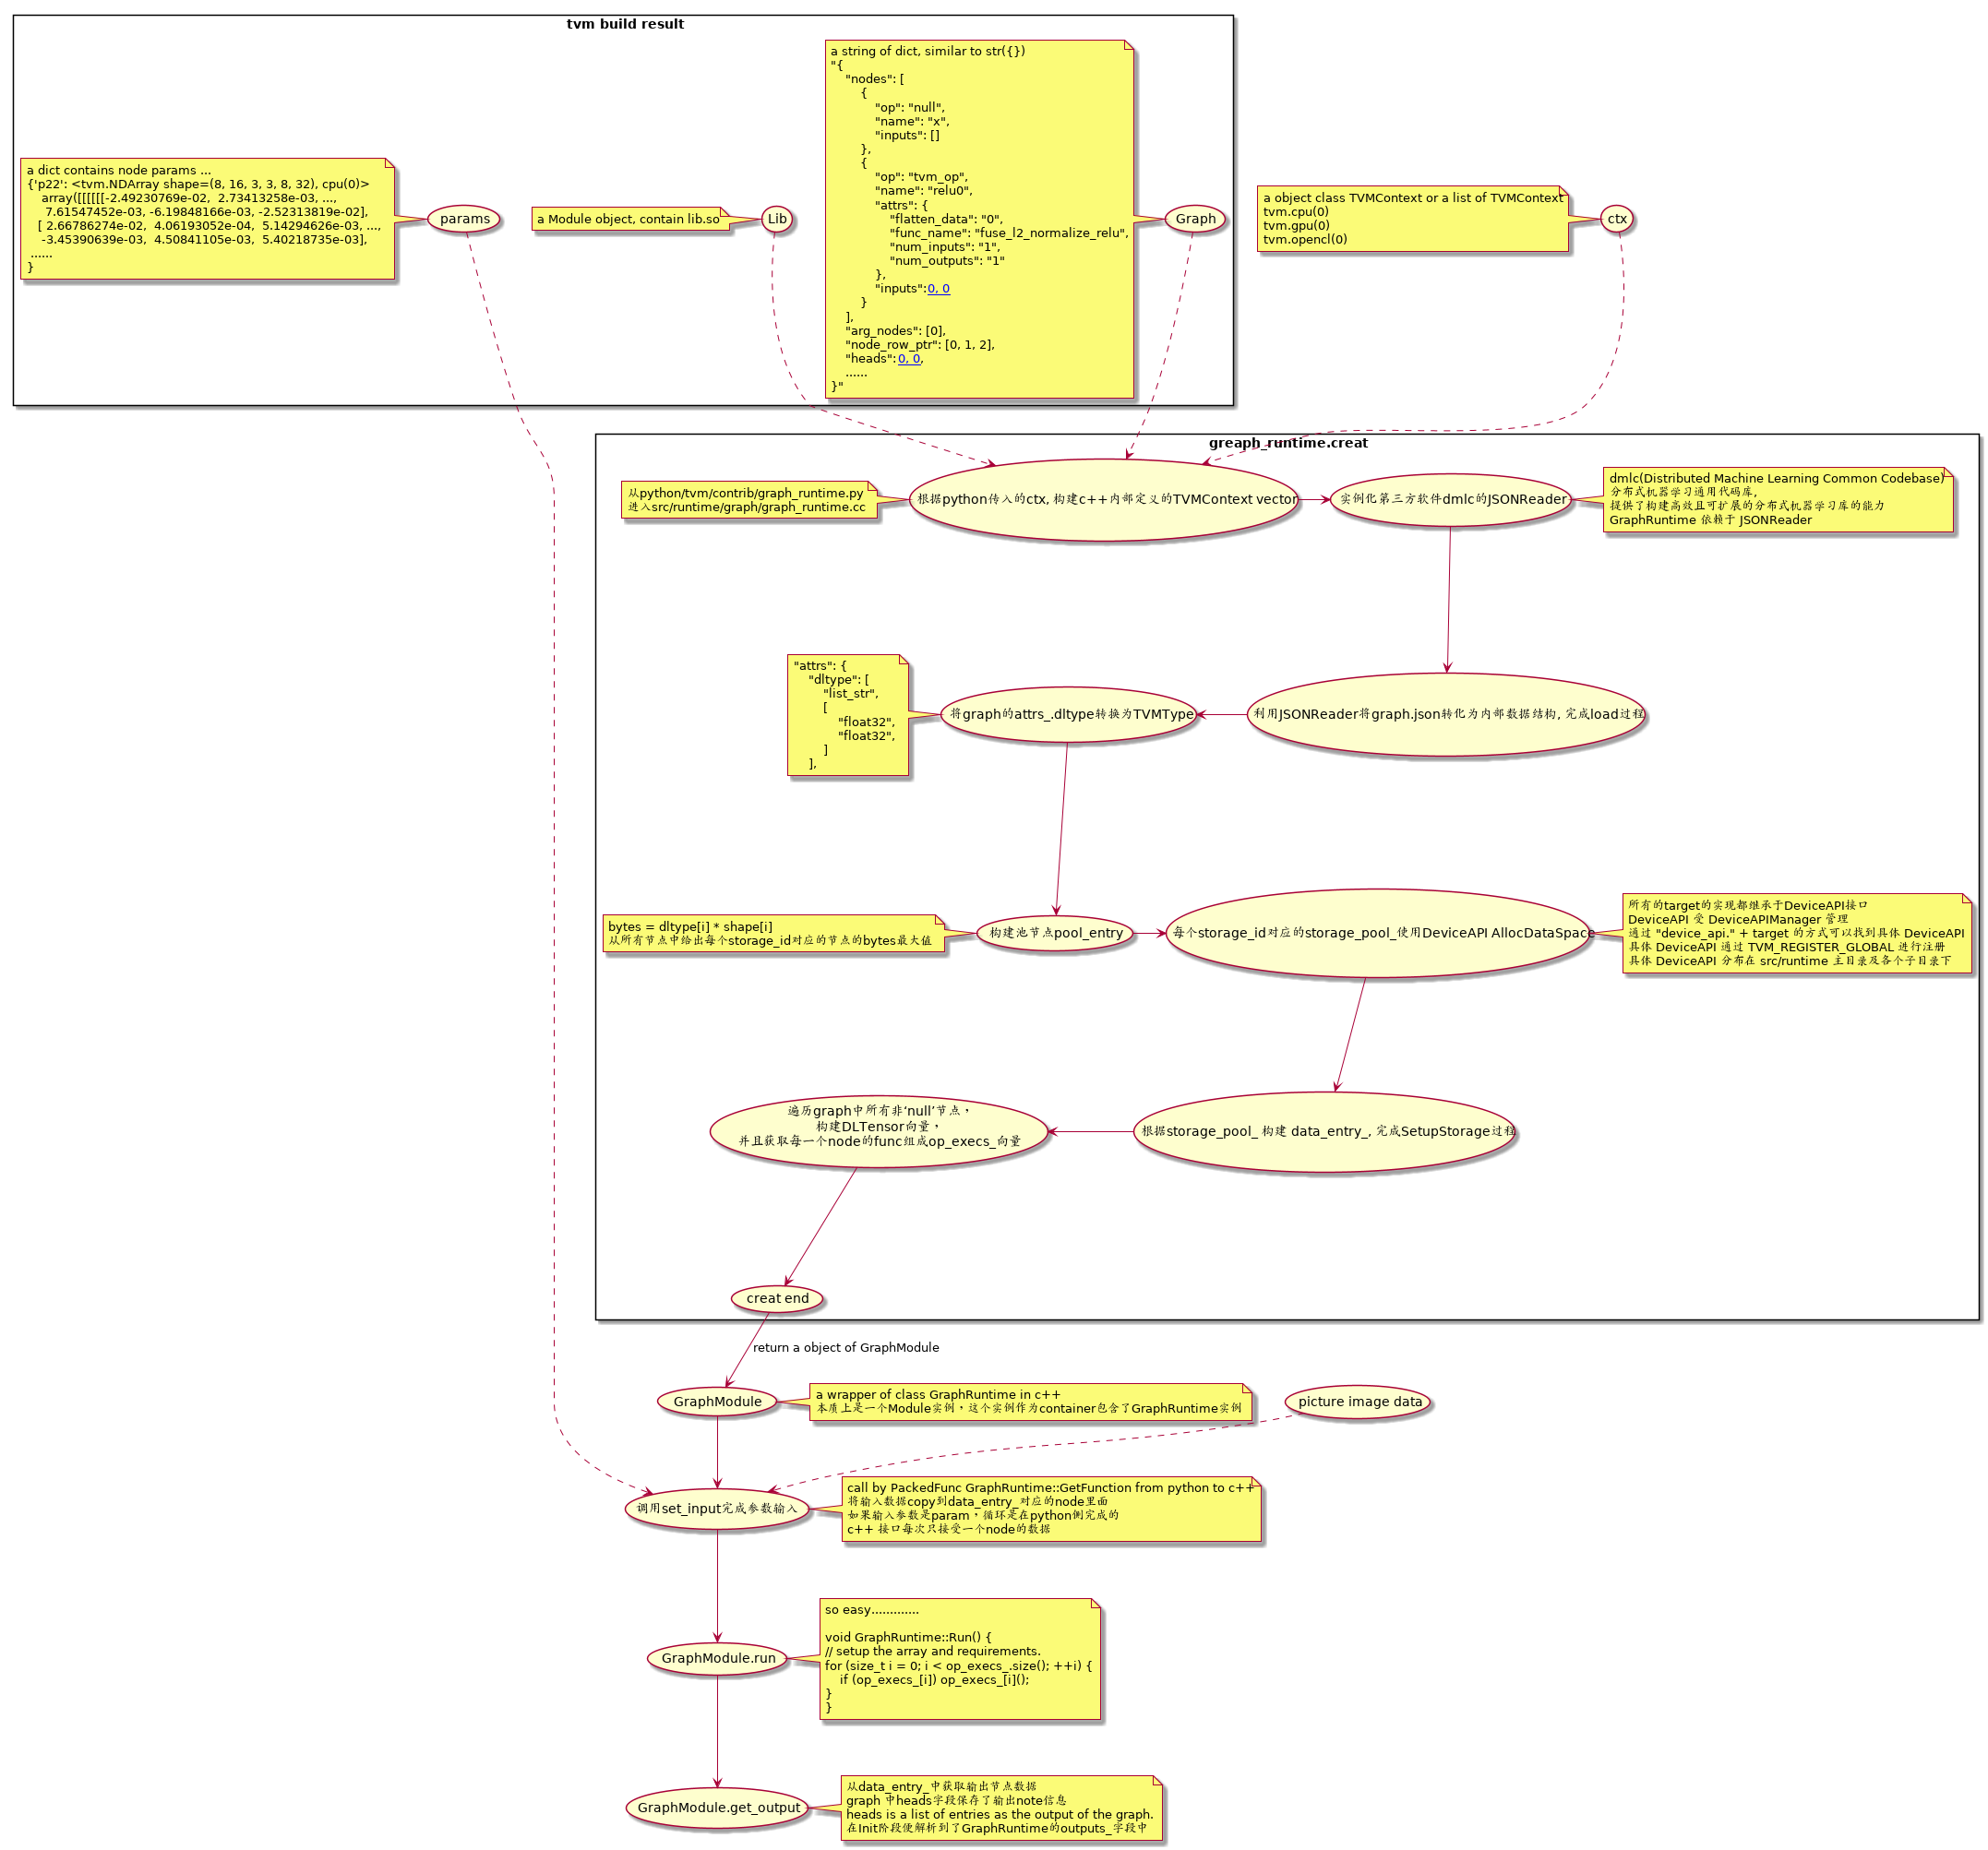 tvm build result
a dict contains node params ...
{'p22': <tvm.NDArray shape=(8, 16, 3, 3, 8, 32), cpu(0)>
array([[[[[[-2.49230769e-02,  2.73413258e-03, ...,
7.61547452e-03, -6.19848166e-03, -2.52313819e-02],
[ 2.66786274e-02,  4.06193052e-04,  5.14294626e-03, ...,
-3.45390639e-03,  4.50841105e-03,  5.40218735e-03],
......
}
params
a Module object, contain lib.so
Lib
a string of dict, similar to str({})
"{
"nodes": [
{
"op": "null",
"name": "x",
"inputs": []
},
{
"op": "tvm_op",
"name": "relu0",
"attrs": {
"flatten_data": "0",
"func_name": "fuse_l2_normalize_relu",
"num_inputs": "1",
"num_outputs": "1"
},
"inputs":0, 0
}
],
"arg_nodes": [0],
"node_row_ptr": [0, 1, 2],
"heads":0, 0,
......
}"
Graph
a object class TVMContext or a list of TVMContext
tvm.cpu(0)
tvm.gpu(0)
tvm.opencl(0)
ctx
greaph_runtime.creat
从python/tvm/contrib/graph_runtime.py
进入src/runtime/graph/graph_runtime.cc
根据python传入的ctx, 构建c++内部定义的TVMContext vector
实例化第三方软件dmlc的JSONReader
dmlc(Distributed Machine Learning Common Codebase)
分布式机器学习通用代码库,
提供了构建高效且可扩展的分布式机器学习库的能力
GraphRuntime 依赖于 JSONReader
"attrs": {
"dltype": [
"list_str",
[
"float32",
"float32",
]
],
将graph的attrs_.dltype转换为TVMType
利用JSONReader将graph.json转化为内部数据结构, 完成load过程
bytes = dltype[i] * shape[i]
从所有节点中给出每个storage_id对应的节点的bytes最大值
构建池节点pool_entry
每个storage_id对应的storage_pool_使用DeviceAPI AllocDataSpace
所有的target的实现都继承于DeviceAPI接口
DeviceAPI 受 DeviceAPIManager 管理
通过 "device_api." + target 的方式可以找到具体 DeviceAPI
具体 DeviceAPI 通过 TVM_REGISTER_GLOBAL 进行注册
具体 DeviceAPI 分布在 src/runtime 主目录及各个子目录下
遍历graph中所有非‘null’节点，
构建DLTensor向量，
并且获取每一个node的func组成op_execs_向量
根据storage_pool_ 构建 data_entry_, 完成SetupStorage过程
creat end
return a object of GraphModule
GraphModule
a wrapper of class GraphRuntime in c++
本质上是一个Module实例，这个实例作为container包含了GraphRuntime实例
picture image data
调用set_input完成参数输入
call by PackedFunc GraphRuntime::GetFunction from python to c++
将输入数据copy到data_entry_对应的node里面
如果输入参数是param，循环是在python侧完成的
c++ 接口每次只接受一个node的数据
GraphModule.run
so easy.............
void GraphRuntime::Run() {
// setup the array and requirements.
for (size_t i = 0; i < op_execs_.size(); ++i) {
if (op_execs_[i]) op_execs_[i]();
}
}
GraphModule.get_output
从data_entry_中获取输出节点数据
graph 中heads字段保存了输出note信息
heads is a list of entries as the output of the graph.
在Init阶段便解析到了GraphRuntime的outputs_字段中